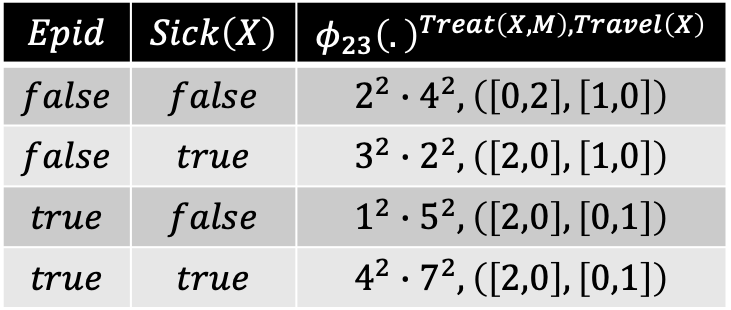 Epid Sick(X) ϕ₂₃(.)ᵀʳᵉᵃᵗ⁽ˣ,ᴹ⁾,ᵀʳᵃᵛᵉˡ⁽ˣ⁾
false false 2² · 4², ([0,2], [1,0])
false true 3² · 2², ([2,0], [1,0])
true false 1² · 5², ([2,0], [0,1])
true true 4² · 7², ([2,0], [0,1])